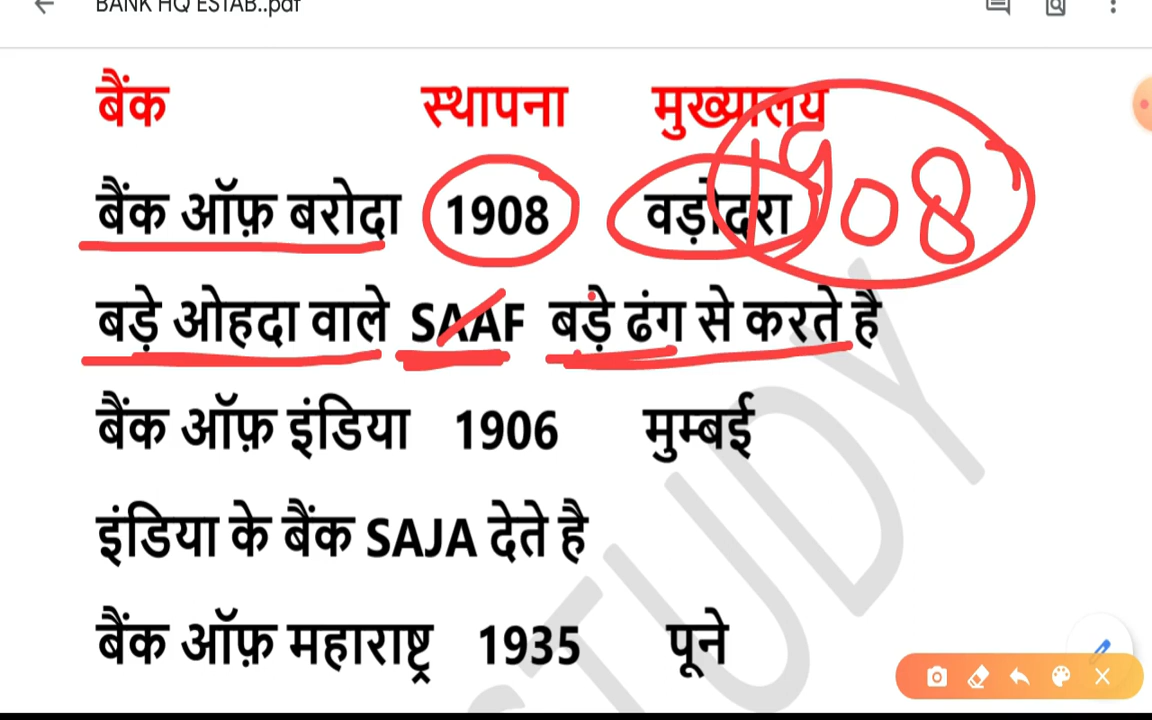 BANK HQ ESTAB..pdf
बैंक स्थापना मुख्यालय
बैंक ऑफ़ बरोदा 1908 वड़ोदरा 1908
बड़े ओहदा वाले SAAF बड़े ढंग से करते है
बैंक ऑफ़ इंडिया 1906 मुम्बई
इंडिया के बैंक SAJA देते है
बैंक ऑफ़ महाराष्ट्र 1935 पूने
STUDY